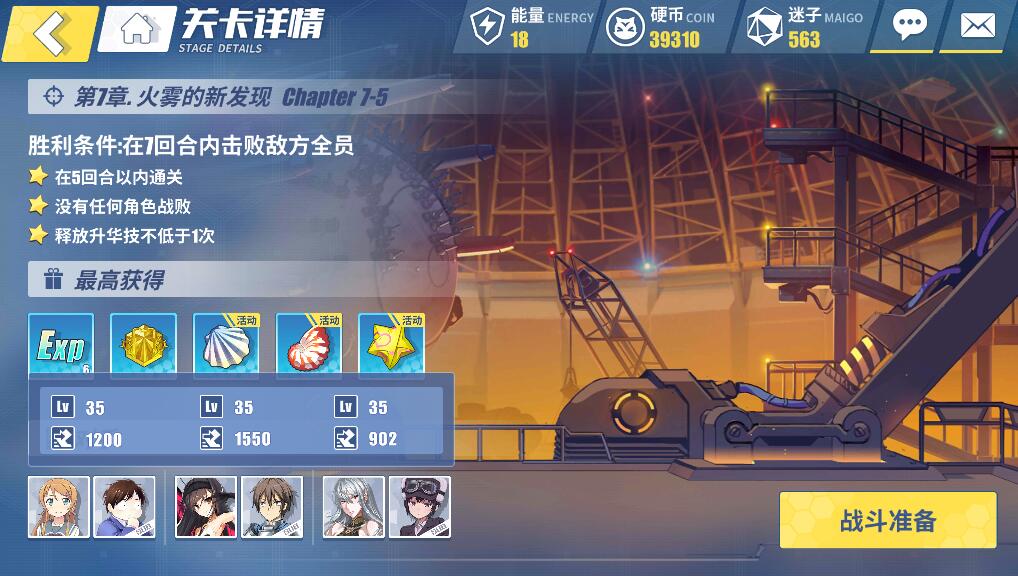 关卡详情
STAGE DETAILS
能量 ENERGY
18
硬币 COIN
39310
迷子 MAIGO
563
第7章.火雾的新发现 Chapter 7-5
胜利条件:在7回合内击败敌方全员
在5回合以内通关
没有任何角色战败
释放升华技不低于1次
最高获得
活动 活动 活动
Exp
6
Lv 35 Lv 35 Lv 35
1200 1550 902
战斗准备